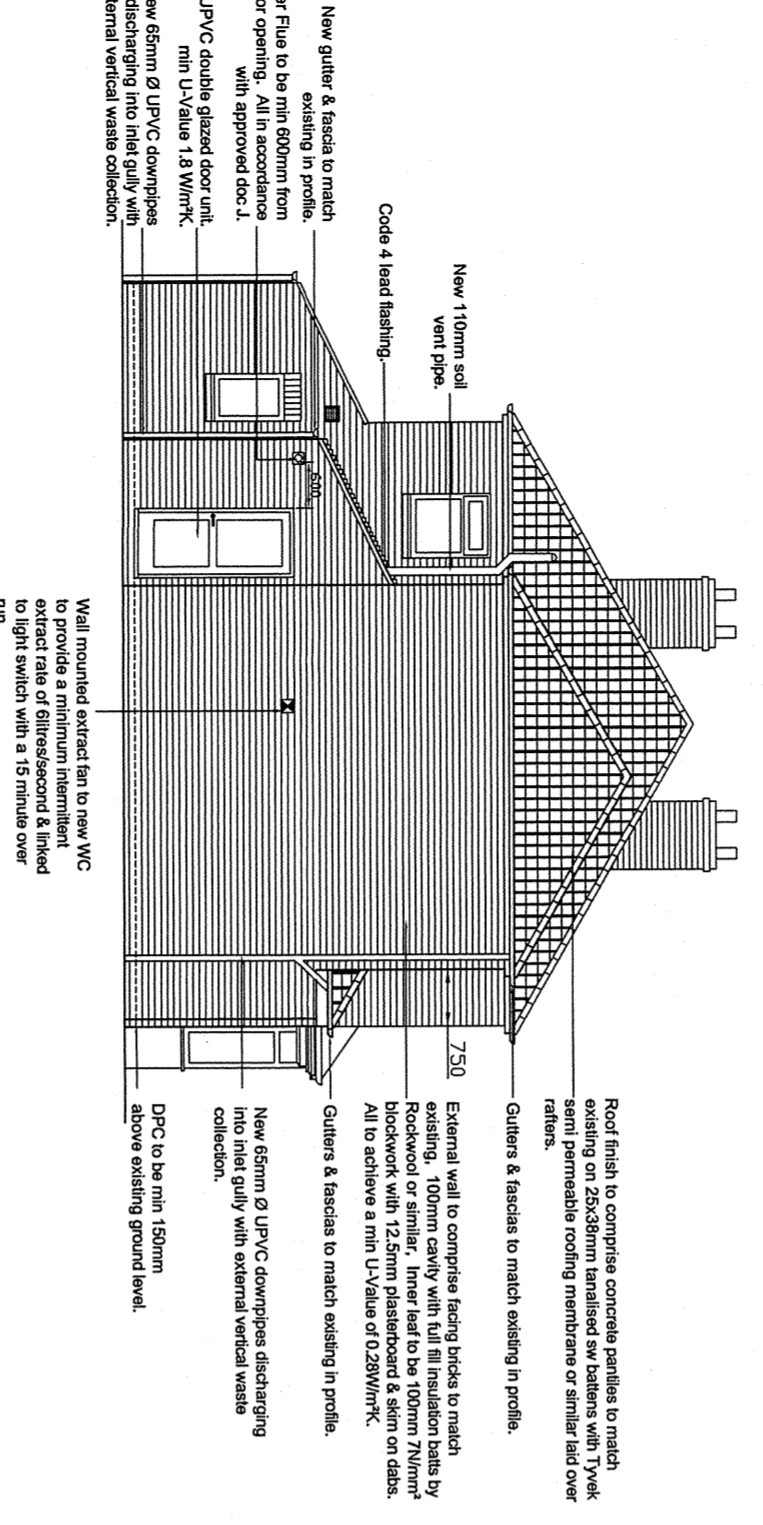 New 110mm soil
vent pipe.
Code 4 lead flashing.
New gutter & fascia to match
existing in profile.
er Flue to be min 600mm from
or opening. All in accordance
with approved doc J.
UPVC double glazed door unit.
min U-Value 1.8 W/m²K.
ew 65mm Ø UPVC downpipes
discharging into inlet gully with
ternal vertical waste collection.
600
750
Roof finish to comprise concrete pantiles to match
existing on 25x38mm tanalised sw battens with Tyvek
semi permeable roofing membrane or similar laid over
rafters.
Gutters & fascias to match existing in profile.
External wall to comprise facing bricks to match
existing, 100mm cavity with full fill insulation batts by
Rockwool or similar, Inner leaf to be 100mm 7N/mm²
blockwork with 12.5mm plasterboard & skim on dabs.
All to achieve a min U-Value of 0.28W/m²K.
Gutters & fascias to match existing in profile.
New 65mm Ø UPVC downpipes discharging
into inlet gully with external vertical waste
collection.
DPC to be min 150mm
above existing ground level.
Wall mounted extract fan to new WC
to provide a minimum intermittent
extract rate of 6litres/second & linked
to light switch with a 15 minute over
run